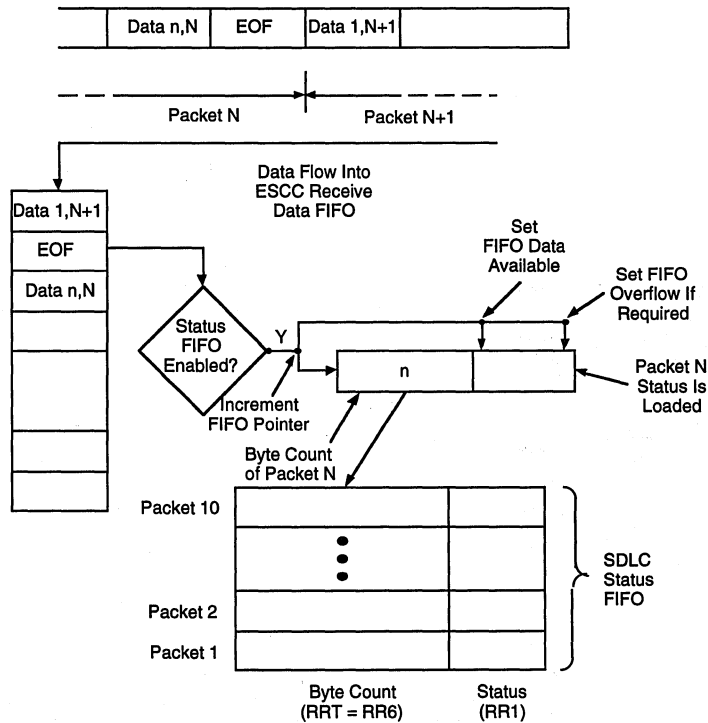 Data n,N EOF Data 1,N+1
Packet N Packet N+1
Data Flow Into
ESCC Receive
Data FIFO
Data 1,N+1
EOF
Data n,N
Status
FIFO
Enabled?
Y
Increment
FIFO Pointer
Set
FIFO Data
Available
Set FIFO
Overflow If
Required
n
Packet N
Status Is
Loaded
Byte Count
of Packet N
Packet 10
Packet 2
Packet 1
SDLC
Status
FIFO
Byte Count
(RRT = RR6)
Status
(RR1)